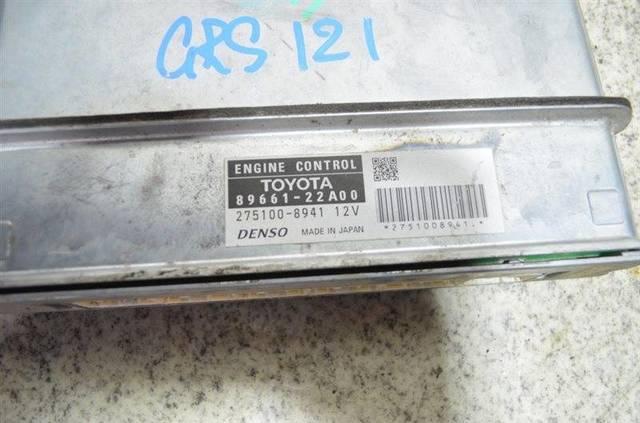 GRS 121
ENGINE CONTROL
TOYOTA
89661-22A00
275100-8941 12V
DENSO MADE IN JAPAN
*2751008941.*